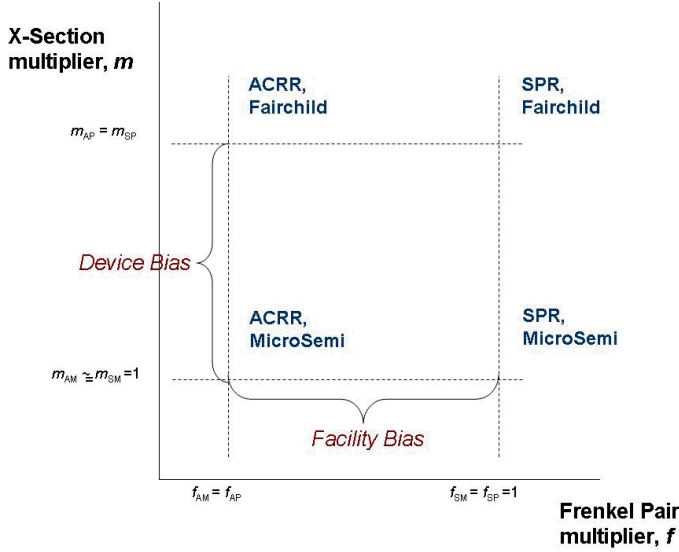 X-Section
multiplier, m
ACRR,
Fairchild
SPR,
Fairchild
mAP = mSP
Device Bias
ACRR,
MicroSemi
SPR,
MicroSemi
mAM ≅ mSM =1
Facility Bias
fAM = fAP
fSM = fSP =1
Frenkel Pair
multiplier, f